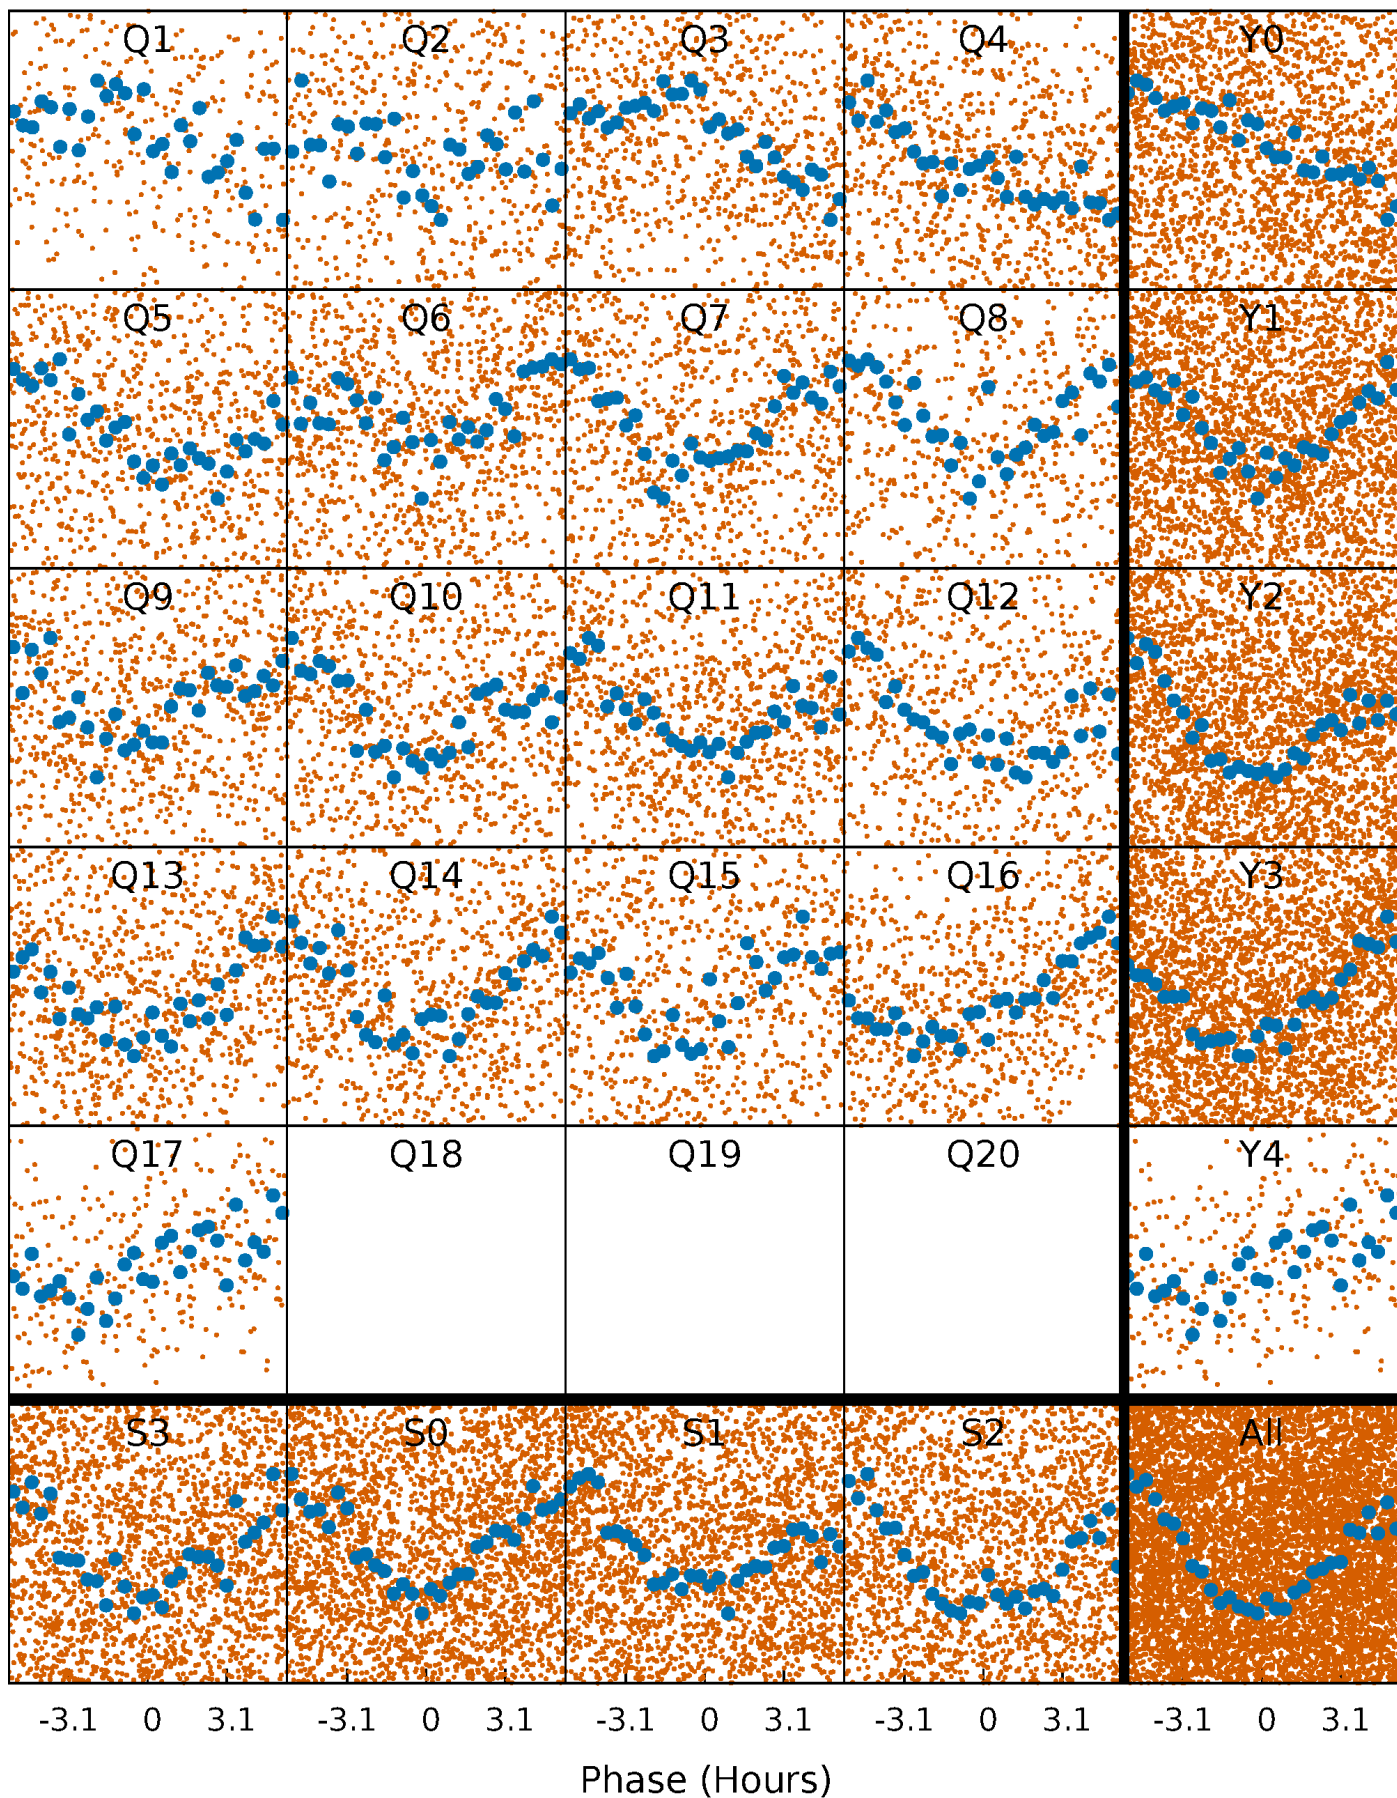 Q1 Q2 Q3 Q4 Y0
Q5 Q6 Q7 Q8 Y1
Q9 Q10 Q11 Q12 Y2
Q13 Q14 Q15 Q16 Y3
Q17 Q18 Q19 Q20 Y4
S3 S0 S1 S2 All
-3.1 0 3.1 -3.1 0 3.1 -3.1 0 3.1 -3.1 0 3.1 -3.1 0 3.1
Phase (Hours)